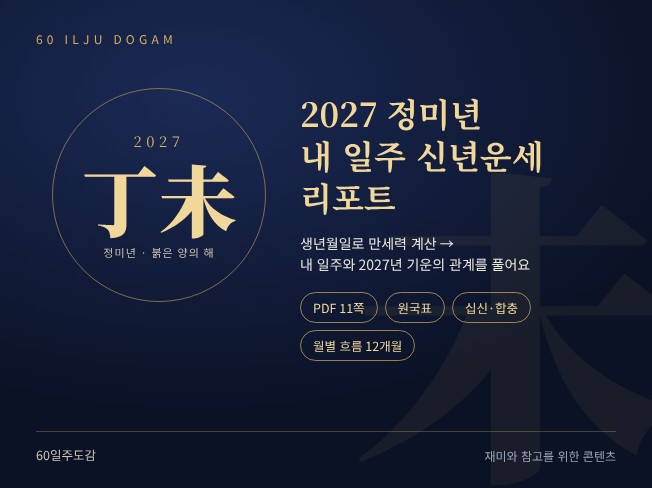 60 ILJU DOGAM
2027
丁未
정미년 · 붉은 양의 해
2027 정미년
내 일주 신년운세
리포트
생년월일로 만세력 계산 →
내 일주와 2027년 기운의 관계를 풀어요
PDF 11쪽
원국표
십신·합충
월별 흐름 12개월
未
60일주도감
재미와 참고를 위한 콘텐츠